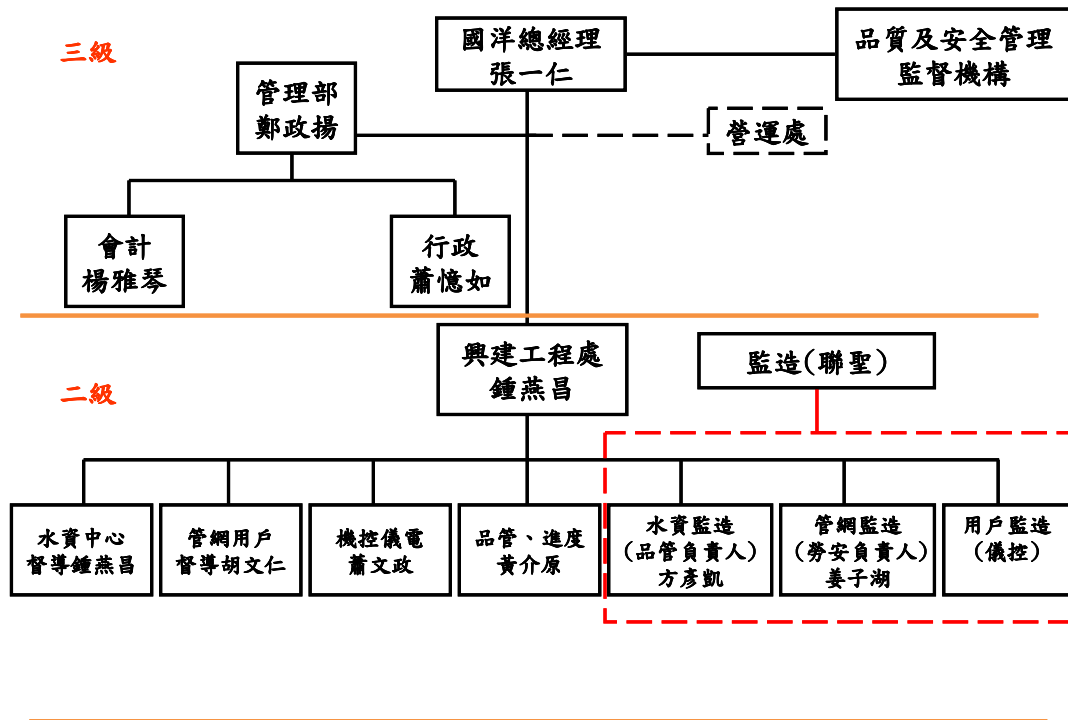 三級
國洋總經理
張一仁
品質及安全管理
監督機構
管理部
鄭政揚
營運處
會計
楊雅琴
行政
蕭憶如
二級
興建工程處
鍾燕昌
監造(聯聖)
水資中心
督導鍾燕昌
管網用戶
督導胡文仁
機控儀電
蕭文政
品管、進度
黃介原
水資監造
(品管負責人)
方彥凱
管網監造
(勞安負責人)
姜子湖
用戶監造
(儀控)